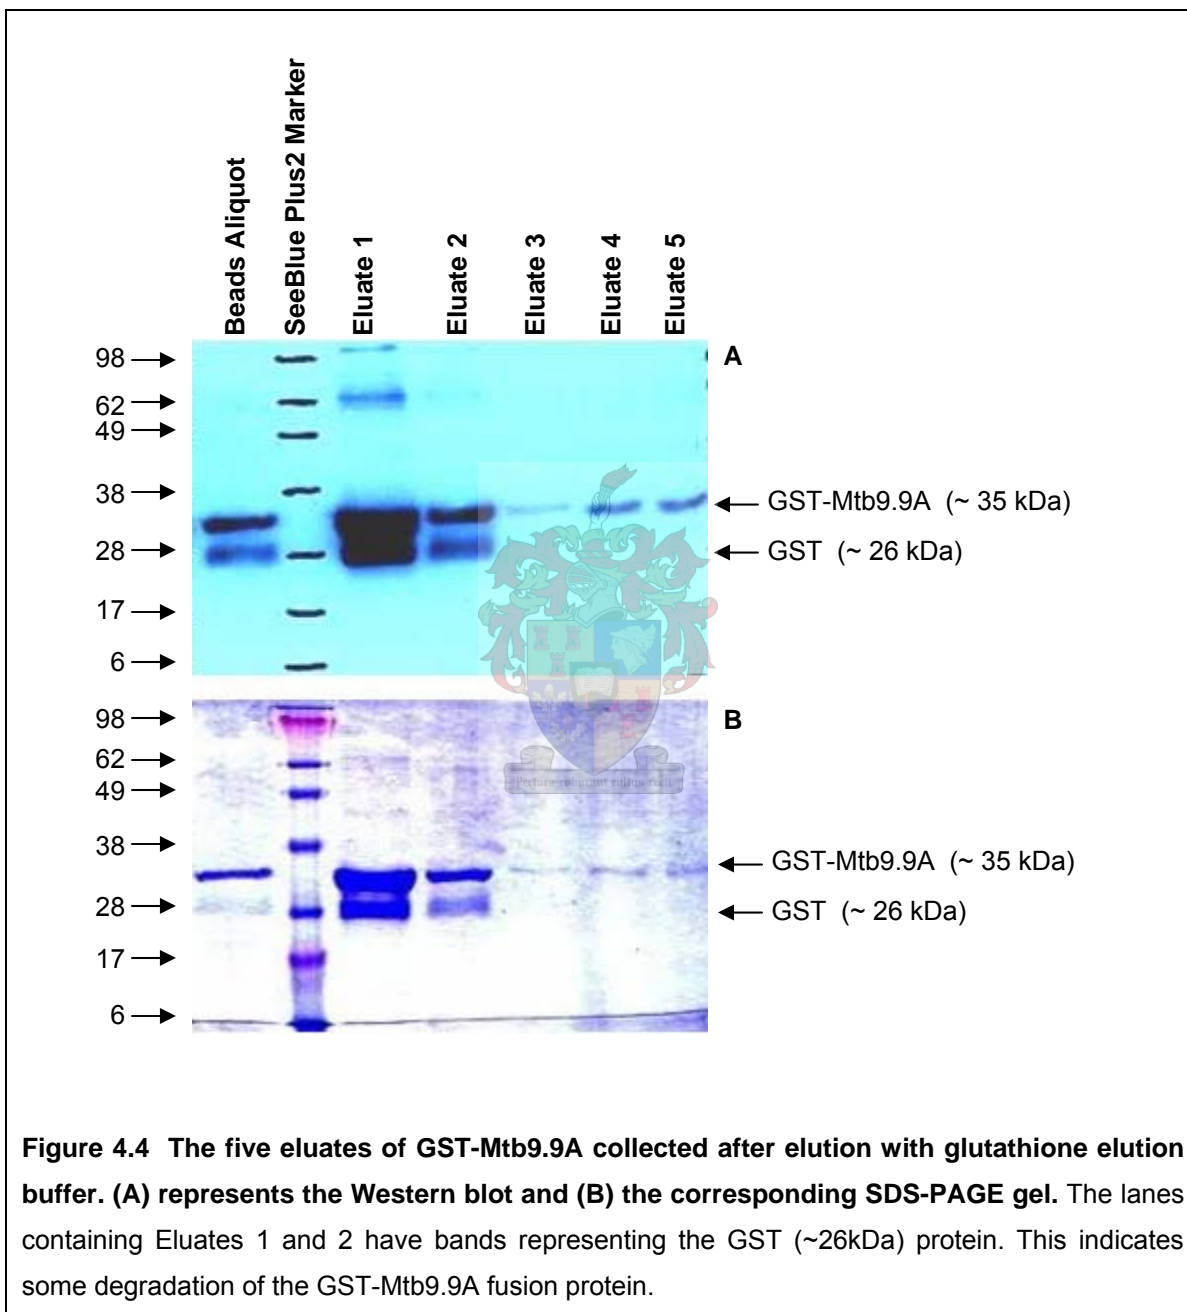 Beads Aliquot
SeeBlue Plus2 Marker
Eluate 1
Eluate 2
Eluate 3
Eluate 4
Eluate 5
A
98
62
49
38
28
17
6
GST-Mtb9.9A (~ 35 kDa)
GST (~ 26 kDa)
B
98
62
49
38
28
17
6
GST-Mtb9.9A (~ 35 kDa)
GST (~ 26 kDa)
Pectora roborant cultus recti
Figure 4.4 The five eluates of GST-Mtb9.9A collected after elution with glutathione elution
buffer. (A) represents the Western blot and (B) the corresponding SDS-PAGE gel. The lanes
containing Eluates 1 and 2 have bands representing the GST (~26kDa) protein. This indicates
some degradation of the GST-Mtb9.9A fusion protein.